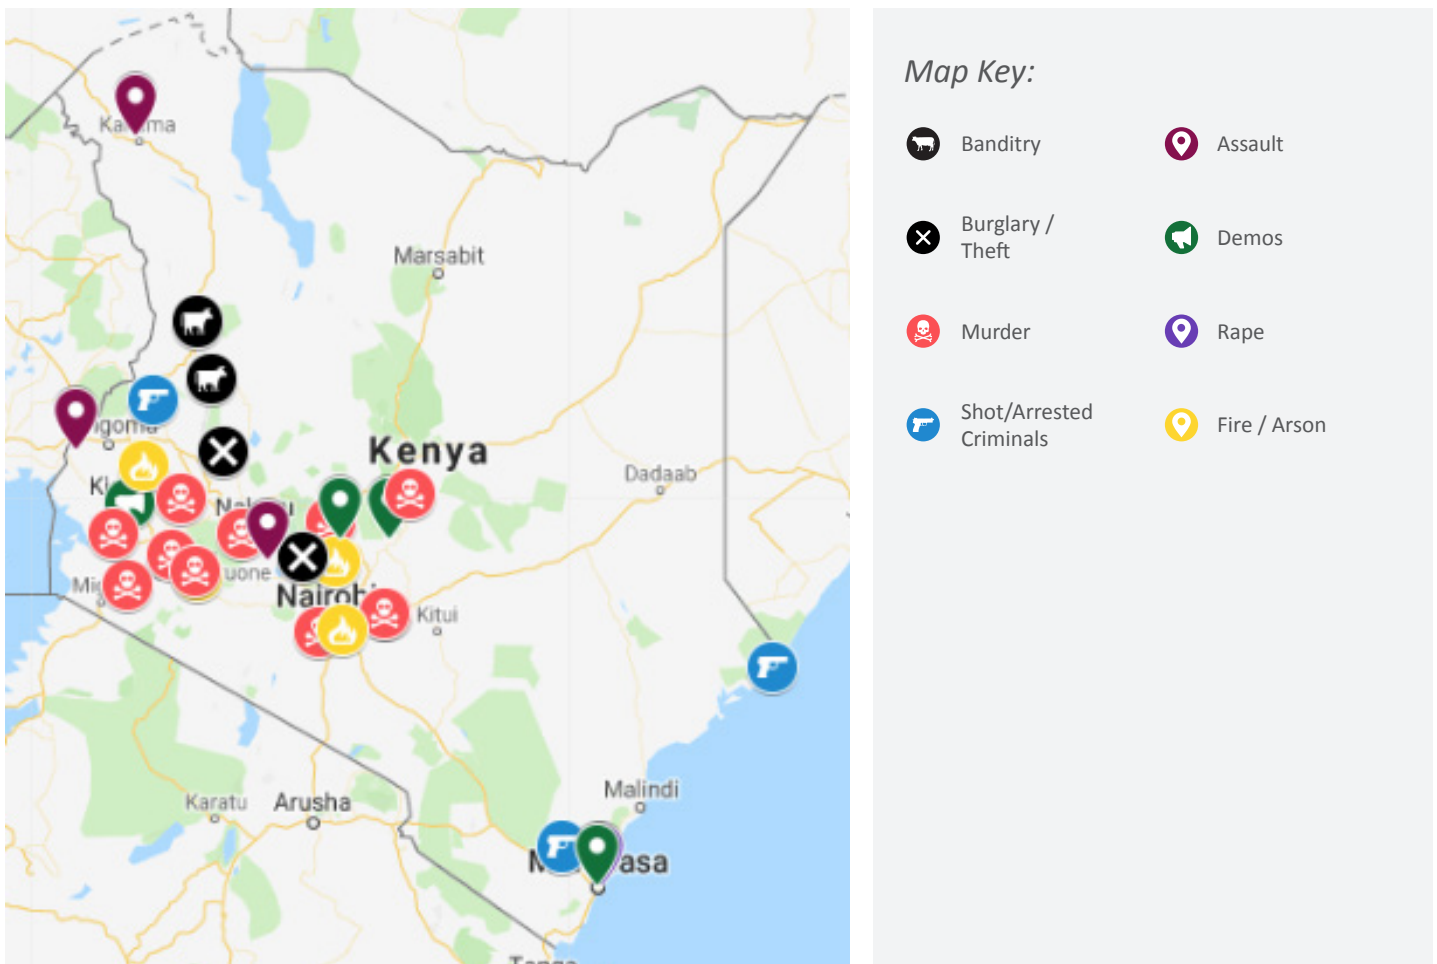 Map Key:
Banditry
Assault
Burglary /
Theft
Demos
Murder
Rape
Shot/Arrested
Criminals
Fire / Arson
Marsabit
Kenya
Dadaab
Kitui
Malindi
Karatu
Arusha